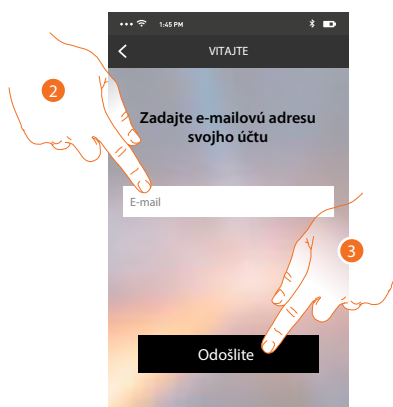 1:45 PM
VITAJTE
2
Zadajte e-mailovú adresu
svojho účtu
E-mail
3
Odošlite